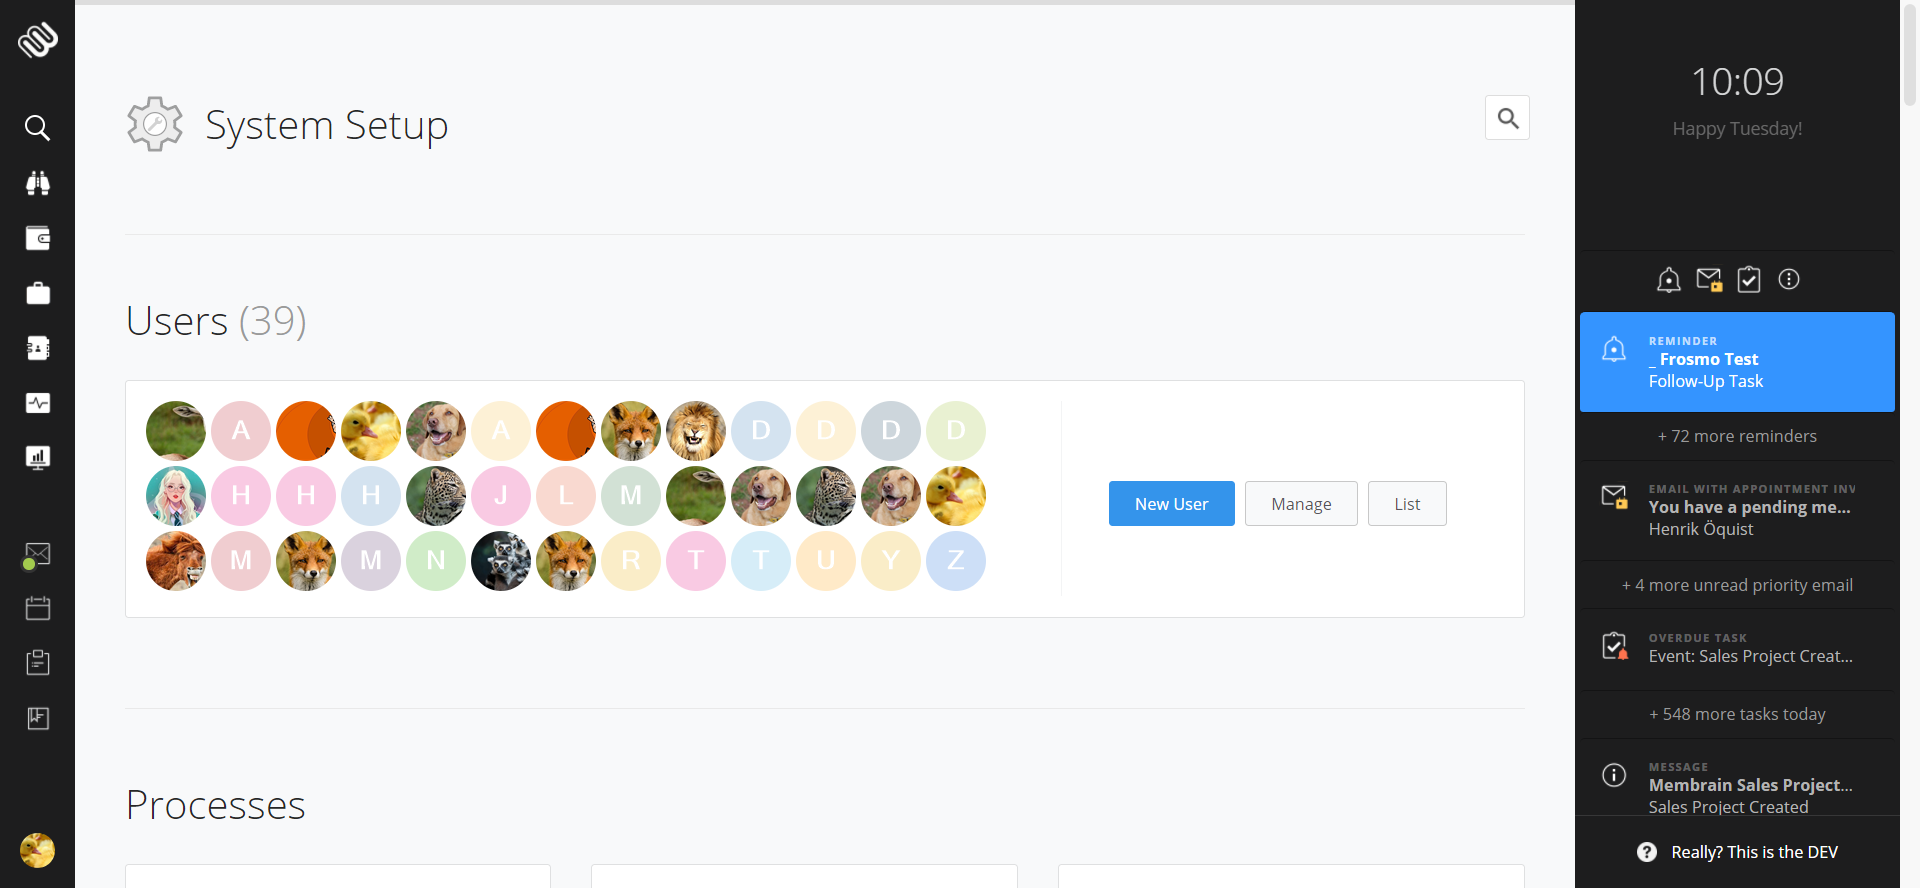 System Setup
Users (39)
A A D D D D
H H H J L M
M M N R T T U Y Z
New User Manage List
Processes
10:09
Happy Tuesday!
REMINDER
_ Frosmo Test
Follow-Up Task
+ 72 more reminders
EMAIL WITH APPOINTMENT INV
You have a pending me...
Henrik Öquist
+ 4 more unread priority email
OVERDUE TASK
Event: Sales Project Creat...
+ 548 more tasks today
MESSAGE
Membrain Sales Project...
Sales Project Created
Really? This is the DEV